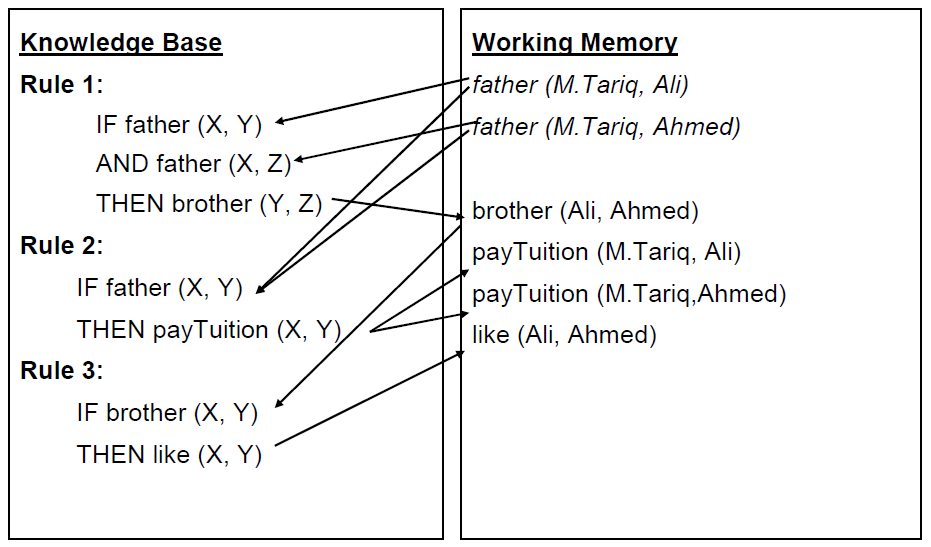 Knowledge Base
Rule 1:
IF father (X, Y)
AND father (X, Z)
THEN brother (Y, Z)
Rule 2:
IF father (X, Y)
THEN payTuition (X, Y)
Rule 3:
IF brother (X, Y)
THEN like (X, Y)
Working Memory
father (M.Tariq, Ali)
father (M.Tariq, Ahmed)
brother (Ali, Ahmed)
payTuition (M.Tariq, Ali)
payTuition (M.Tariq,Ahmed)
like (Ali, Ahmed)